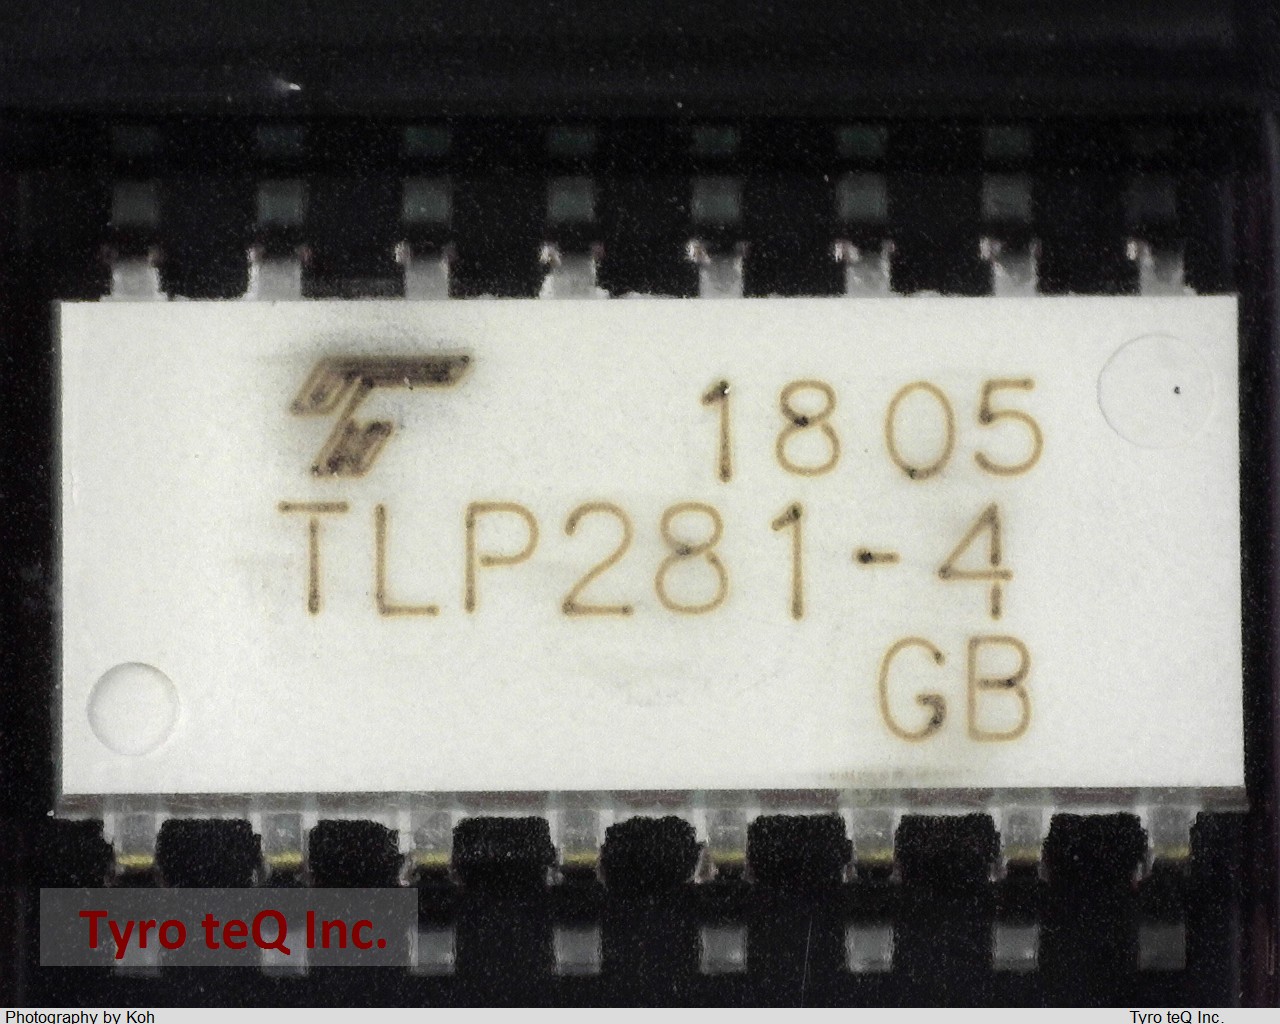 1805
TLP281-4
GB
Tyro teQ Inc.
Photography by Koh
Tyro teQ Inc.